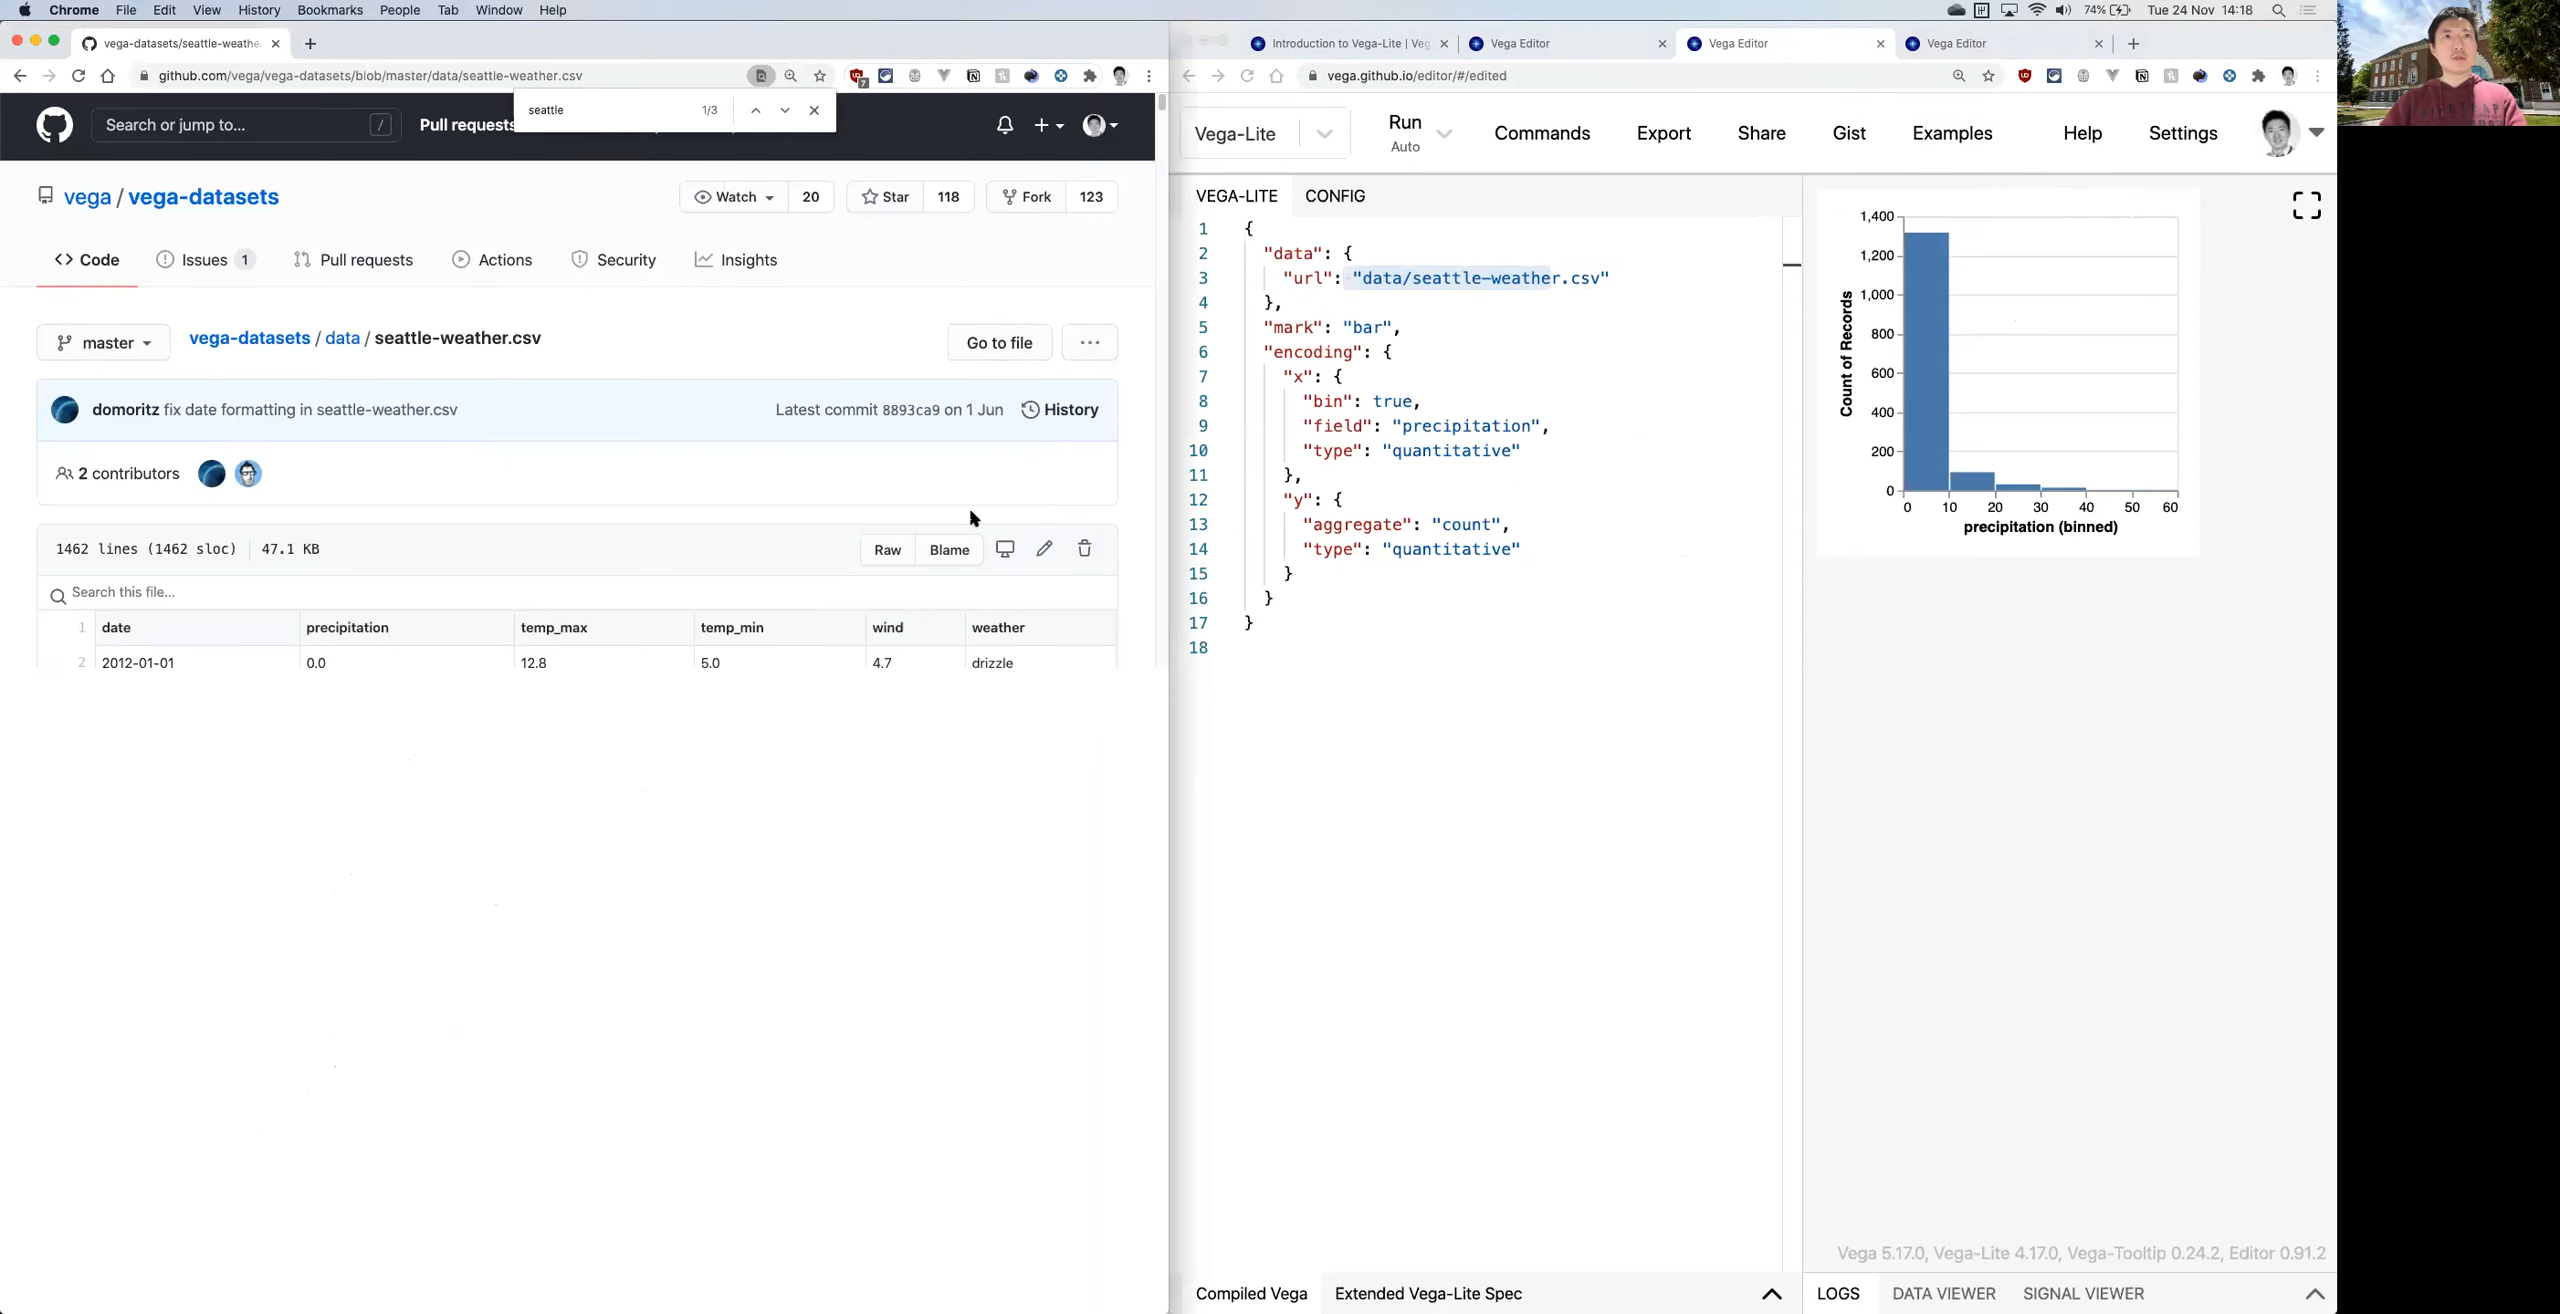 Chrome File Edit View History Bookmarks People Tab Window Help
74% Tue 24 Nov 14:18
vega-datasets/seattle-weathe
github.com/vega/vega-datasets/blob/master/data/seattle-weather.csv
seattle 1/3
Search or jump to... /
Pull requests
vega / vega-datasets
Watch 20 Star 118 Fork 123
Code Issues 1 Pull requests Actions Security Insights
master vega-datasets / data / seattle-weather.csv Go to file ...
domoritz fix date formatting in seattle-weather.csv Latest commit 8893ca9 on 1 Jun History
2 contributors
1462 lines (1462 sloc) 47.1 KB Raw Blame
Search this file...
1 date precipitation temp_max temp_min wind weather
2 2012-01-01 0.0 12.8 5.0 4.7 drizzle
Introduction to Vega-Lite | Veg Vega Editor Vega Editor Vega Editor
vega.github.io/editor/#/edited
Vega-Lite Run Commands Export Share Gist Examples Help Settings
Auto
VEGA-LITE CONFIG
1 {
2 "data": {
3 "url": "data/seattle-weather.csv"
4 },
5 "mark": "bar",
6 "encoding": {
7 "x": {
8 "bin": true,
9 "field": "precipitation",
10 "type": "quantitative"
11 },
12 "y": {
13 "aggregate": "count",
14 "type": "quantitative"
15 }
16 }
17 }
18
Count of Records
1,400
1,200
1,000
800
600
400
200
0
0 10 20 30 40 50 60
precipitation (binned)
Vega 5.17.0, Vega-Lite 4.17.0, Vega-Tooltip 0.24.2, Editor 0.91.2
Compiled Vega Extended Vega-Lite Spec
LOGS DATA VIEWER SIGNAL VIEWER